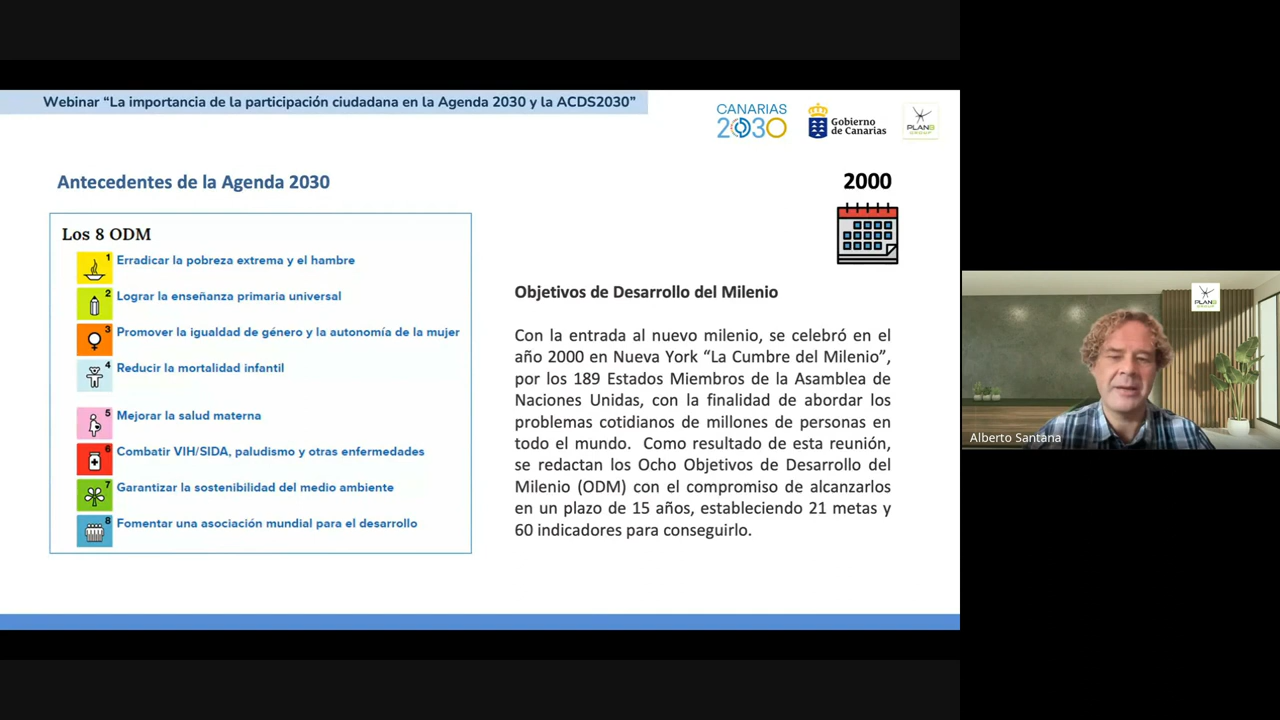 Webinar “La importancia de la participación ciudadana en la Agenda 2030 y la ACDS2030”
CANARIAS
2030
Gobierno
de Canarias
PLANB
GROUP
Antecedentes de la Agenda 2030
2000
Los 8 ODM
1 Erradicar la pobreza extrema y el hambre
2 Lograr la enseñanza primaria universal
3 Promover la igualdad de género y la autonomía de la mujer
4 Reducir la mortalidad infantil
5 Mejorar la salud materna
6 Combatir VIH/SIDA, paludismo y otras enfermedades
7 Garantizar la sostenibilidad del medio ambiente
8 Fomentar una asociación mundial para el desarrollo
Objetivos de Desarrollo del Milenio
Con la entrada al nuevo milenio, se celebró en el
año 2000 en Nueva York “La Cumbre del Milenio”,
por los 189 Estados Miembros de la Asamblea de
Naciones Unidas, con la finalidad de abordar los
problemas cotidianos de millones de personas en
todo el mundo. Como resultado de esta reunión,
se redactan los Ocho Objetivos de Desarrollo del
Milenio (ODM) con el compromiso de alcanzarlos
en un plazo de 15 años, estableciendo 21 metas y
60 indicadores para conseguirlo.
PLANB
GROUP
Alberto Santana